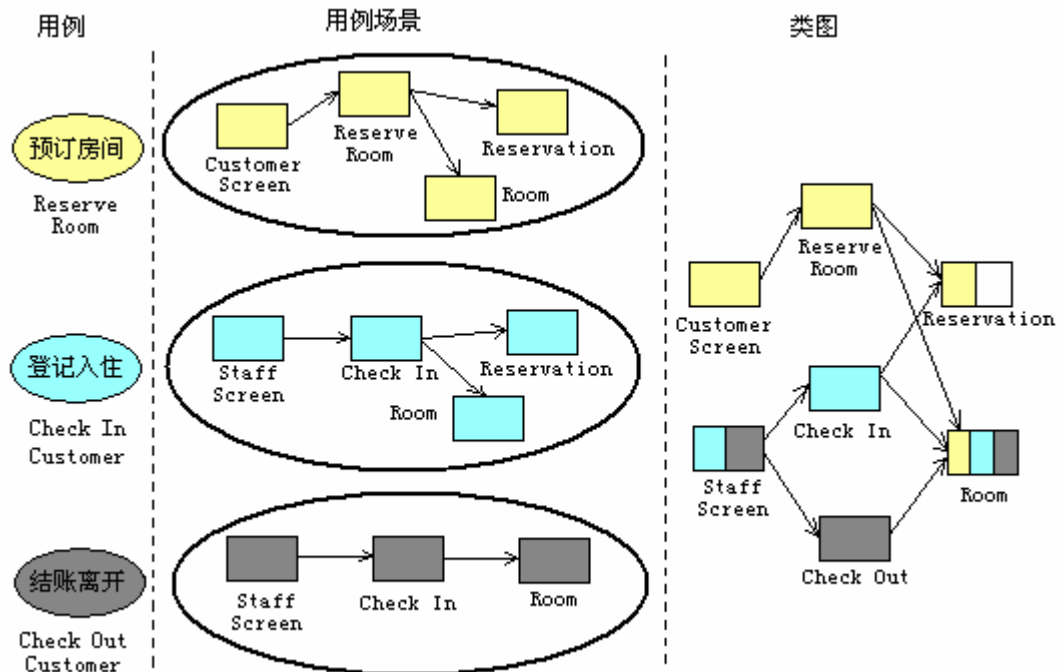 用例
用例场景
类图
预订房间
Reserve
Room
Customer
Screen
Reserve
Room
Reservation
Room
登记入住
Check In
Customer
Staff
Screen
Check In
Reservation
Room
结账离开
Check Out
Customer
Staff
Screen
Check In
Room
Reserve
Room
Customer
Screen
Reservation
Check In
Staff
Screen
Room
Check Out